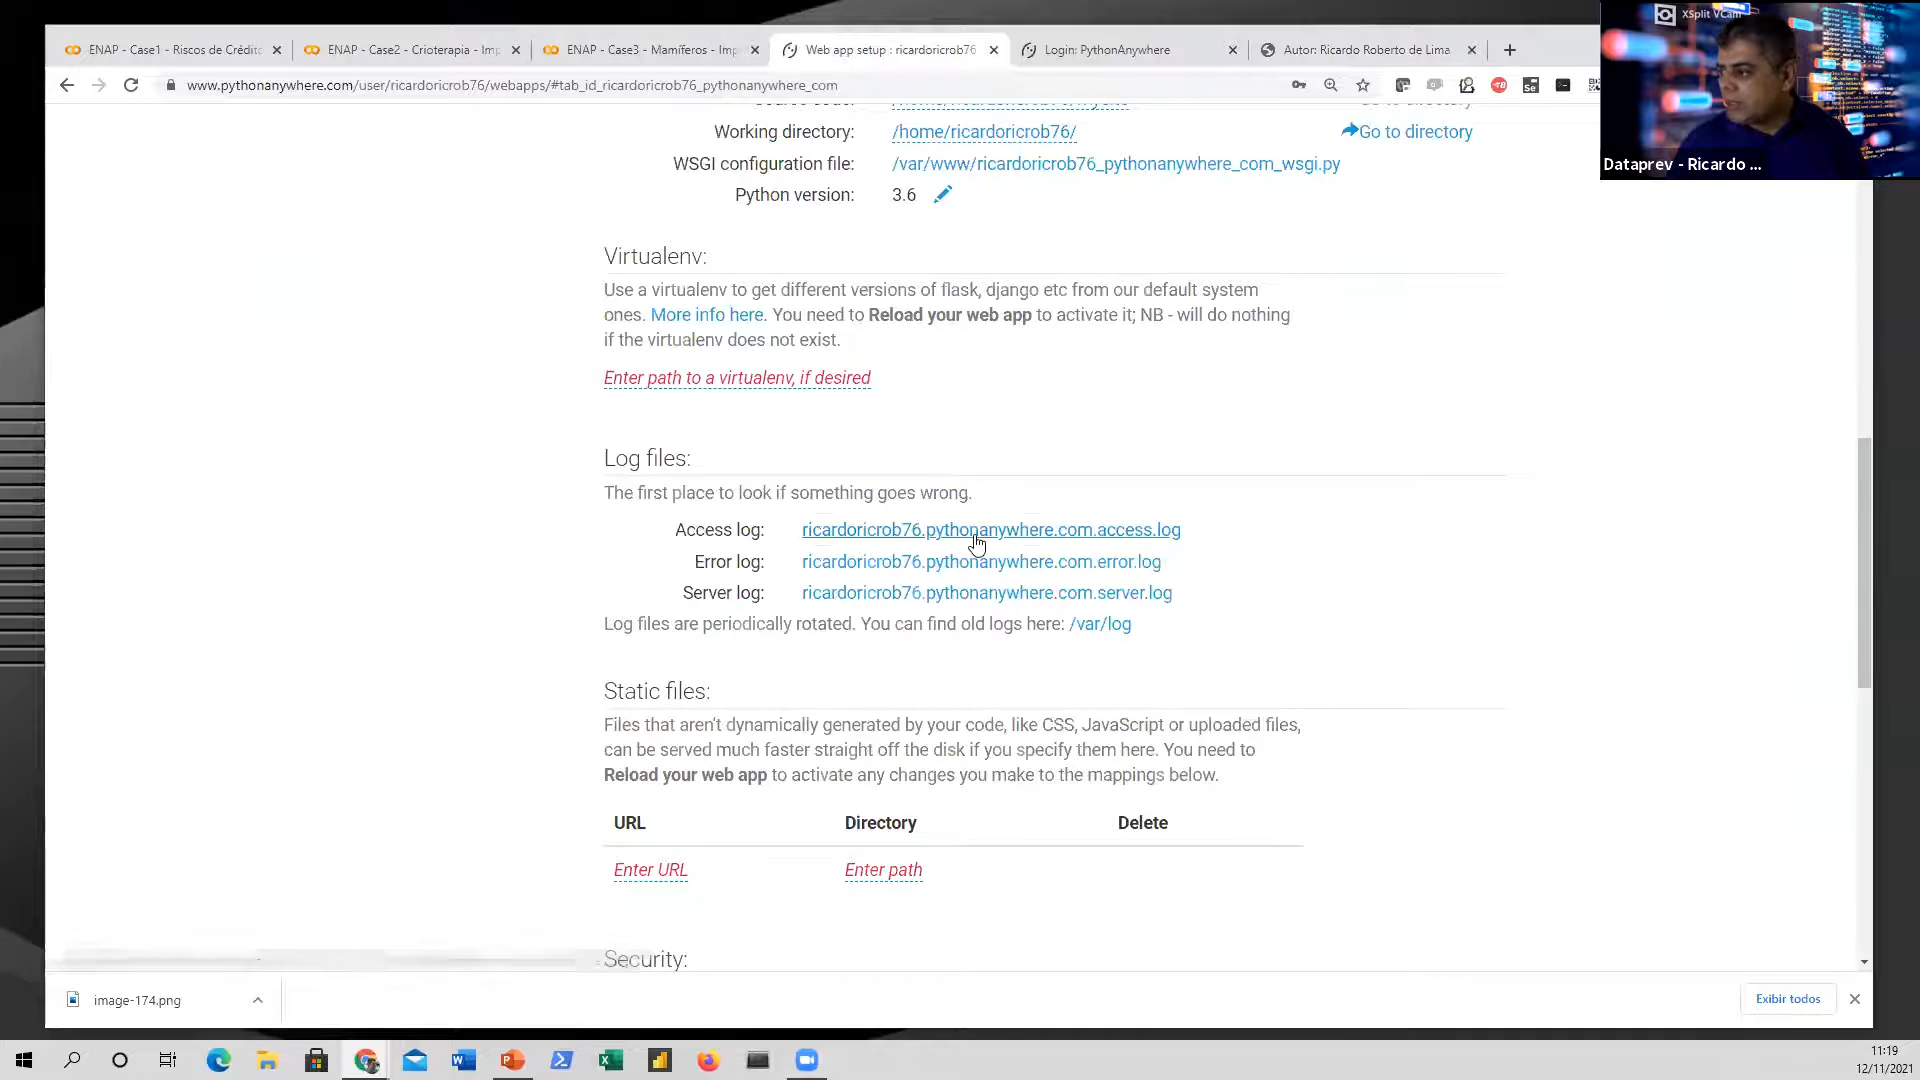 XSplit VCam
ENAP - Case1 - Riscos de Crédito
ENAP - Case2 - Crioterapia - Imp
ENAP - Case3 - Mamíferos - Imp
Web app setup : ricardoricrob76
Login: PythonAnywhere
Autor: Ricardo Roberto de Lima
www.pythonanywhere.com/user/ricardoricrob76/webapps/#tab_id_ricardoricrob76_pythonanywhere_com
Dataprev - Ricardo ...
Working directory: /home/ricardoricrob76/ Go to directory
WSGI configuration file: /var/www/ricardoricrob76_pythonanywhere_com_wsgi.py
Python version: 3.6
Virtualenv:
Use a virtualenv to get different versions of flask, django etc from our default system
ones. More info here. You need to Reload your web app to activate it; NB - will do nothing
if the virtualenv does not exist.
Enter path to a virtualenv, if desired
Log files:
The first place to look if something goes wrong.
Access log: ricardoricrob76.pythonanywhere.com.access.log
Error log: ricardoricrob76.pythonanywhere.com.error.log
Server log: ricardoricrob76.pythonanywhere.com.server.log
Log files are periodically rotated. You can find old logs here: /var/log
Static files:
Files that aren't dynamically generated by your code, like CSS, JavaScript or uploaded files,
can be served much faster straight off the disk if you specify them here. You need to
Reload your web app to activate any changes you make to the mappings below.
URL Directory Delete
Enter URL Enter path
Security:
image-174.png
Exibir todos
11:19
12/11/2021